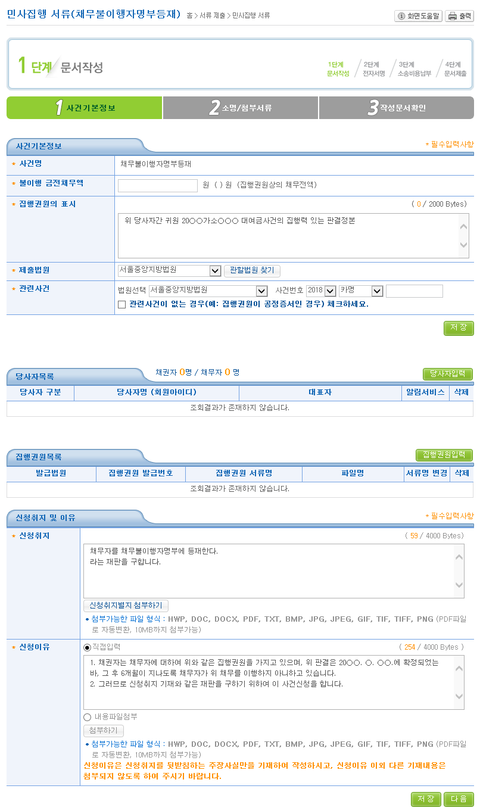 민사집행 서류(채무불이행자명부등재) 홈 > 서류 제출 > 민사집행 서류
화면도움말 출력
1 단계 문서작성
1단계 문서작성
2단계 전자서명
3단계 소송비용납부
4단계 문서제출
1 사건기본정보
2 소명/첨부서류
3 작성문서확인
사건기본정보
* 필수입력사항
사건명 채무불이행자명부등재
불이행 금전채무액 원 ( ) 원 (집행권원상의 채무전액)
집행권원의 표시 ( 0 / 2000 Bytes)
위 당사자간 귀원 20○○가소○○○ 대여금사건의 집행력 있는 판결정본
제출법원 서울중앙지방법원 관할법원 찾기
관련사건 법원선택 서울중앙지방법원 사건번호 2018 카명
관련사건이 없는 경우(예: 집행권원이 공정증서인 경우) 체크하세요.
저 장
당사자목록 채권자 0명 / 채무자 0 명 당사자입력
당사자 구분 당사자명 (회원아이디) 대표자 알림서비스 삭제
조회결과가 존재하지 않습니다.
집행권원목록 집행권원입력
발급법원 집행권원 발급번호 집행권원 서류명 파일명 서류명 변경 삭제
조회결과가 존재하지 않습니다.
신청취지 및 이유
* 필수입력사항
신청취지 ( 59 / 4000 Bytes)
채무자를 채무불이행자명부에 등재한다.
라는 재판을 구합니다.
신청취지별지 첨부하기
첨부가능한 파일 형식 : HWP, DOC, DOCX, PDF, TXT, BMP, JPG, JPEG, GIF, TIF, TIFF, PNG (PDF파일
로 자동변환, 10MB까지 첨부가능)
신청이유 직접입력 ( 254 / 4000 Bytes )
1. 채권자는 채무자에 대하여 위와 같은 집행권원을 가지고 있으며, 위 판결은 20○○. ○. ○○.에 확정되었는
바, 그 후 6개월이 지나도록 채무자가 위 채무를 이행하지 아니하고 있습니다.
2. 그러므로 신청취지 기재와 같은 재판을 구하기 위하여 이 사건신청을 합니다.
내용파일첨부
첨부하기
첨부가능한 파일 형식 : HWP, DOC, DOCX, PDF, TXT, BMP, JPG, JPEG, GIF, TIF, TIFF, PNG (PDF파일
로 자동변환, 10MB까지 첨부가능)
신청이유은 신청취지를 뒷받침하는 주장사실만을 기재하여 작성하시고, 신청이유 이외 다른 기재내용은
첨부되지 않도록 하여 주시기 바랍니다.
저 장 다 음